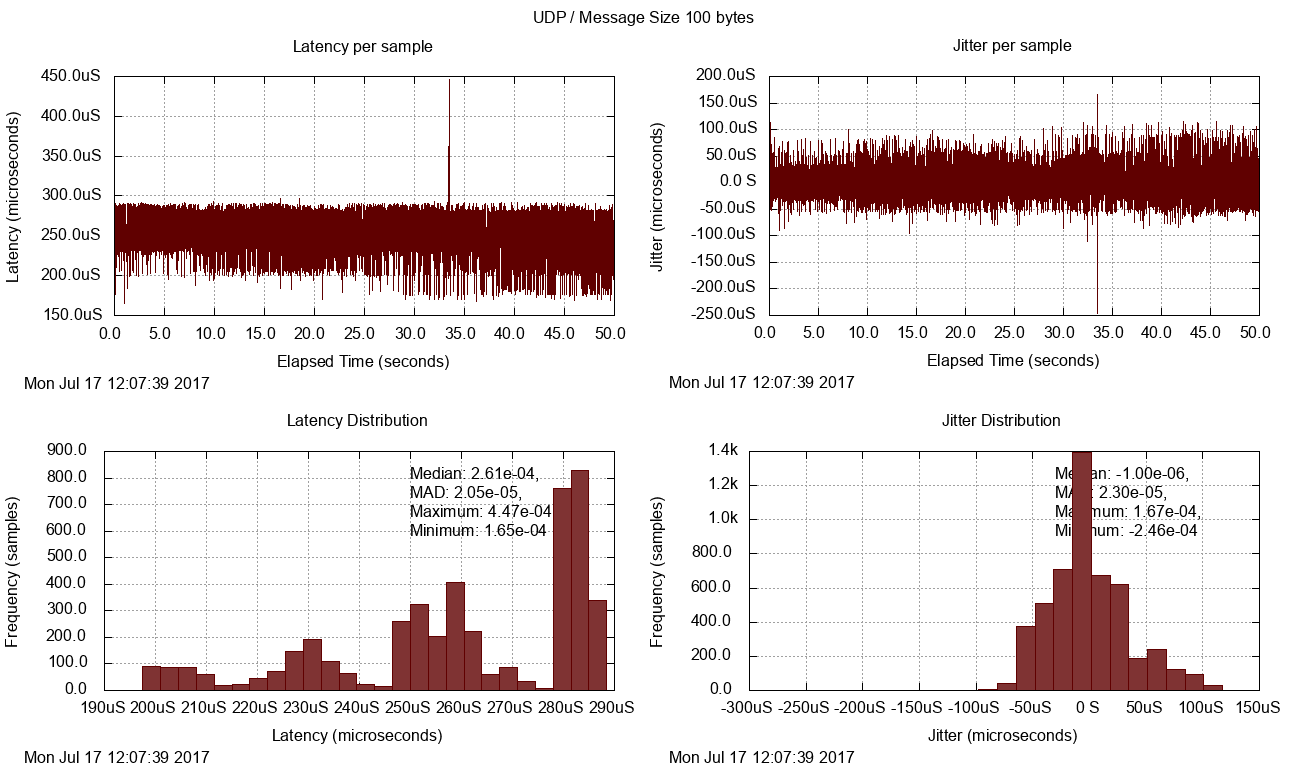 UDP / Message Size 100 bytes
Latency per sample
450.0uS
400.0uS
350.0uS
300.0uS
250.0uS
200.0uS
150.0uS
Latency (microseconds)
0.0 5.0 10.0 15.0 20.0 25.0 30.0 35.0 40.0 45.0 50.0
Elapsed Time (seconds)
Mon Jul 17 12:07:39 2017
Jitter per sample
200.0uS
150.0uS
100.0uS
50.0uS
0.0 S
-50.0uS
-100.0uS
-150.0uS
-200.0uS
-250.0uS
Jitter (microseconds)
0.0 5.0 10.0 15.0 20.0 25.0 30.0 35.0 40.0 45.0 50.0
Elapsed Time (seconds)
Mon Jul 17 12:07:39 2017
Latency Distribution
900.0
800.0
700.0
600.0
500.0
400.0
300.0
200.0
100.0
0.0
Frequency (samples)
Median: 2.61e-04,
MAD: 2.05e-05,
Maximum: 4.47e-04
Minimum: 1.65e-04
190uS 200uS 210uS 220uS 230uS 240uS 250uS 260uS 270uS 280uS 290uS
Latency (microseconds)
Mon Jul 17 12:07:39 2017
Jitter Distribution
1.4k
1.2k
1.0k
800.0
600.0
400.0
200.0
0.0
Frequency (samples)
Median: -1.00e-06,
MAD: 2.30e-05,
Maximum: 1.67e-04,
Minimum: -2.46e-04
-300uS -250uS -200uS -150uS -100uS -50uS 0 S 50uS 100uS 150uS
Jitter (microseconds)
Mon Jul 17 12:07:39 2017